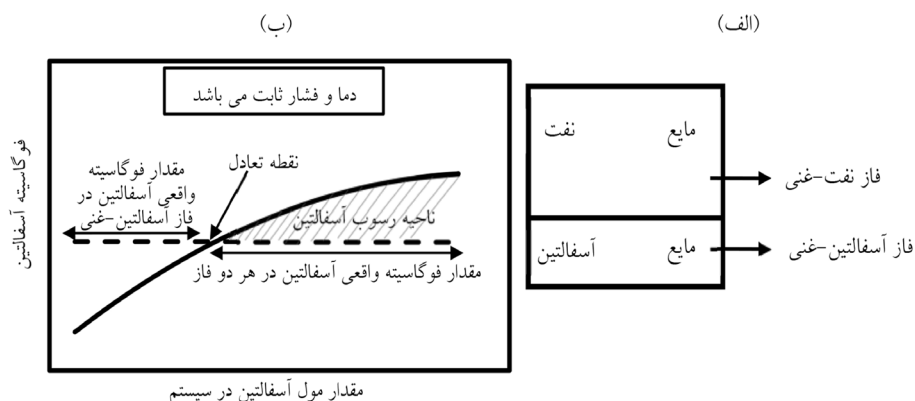 (الف)
(ب)
دما و فشار ثابت می باشد
فوگاسیته آسفالتین
مقدار فوگاسیته
واقعی آسفالتین در
فاز آسفالتین-غنی
نقطه تعادل
ناحیه رسوب آسفالتین
مقدار فوگاسیته واقعی آسفالتین در هر دو فاز
مقدار مول آسفالتین در سیستم
مایع
نفت
فاز نفت-غنی
مایع
آسفالتین
فاز آسفالتین-غنی